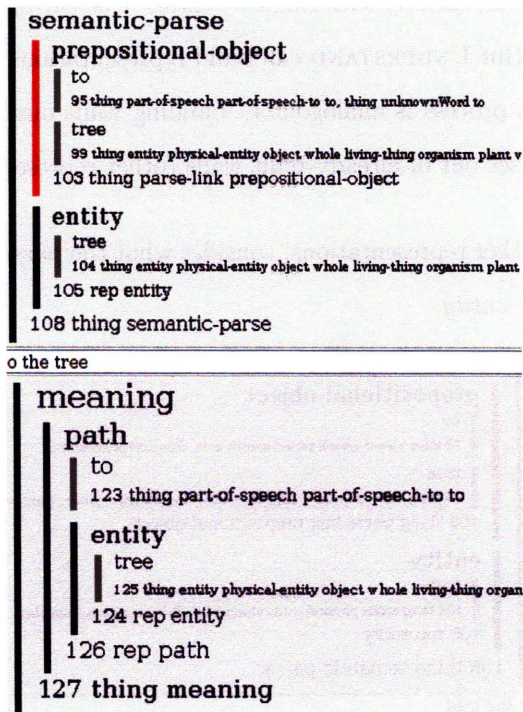 semantic-parse
prepositional-object
to
95 thing part-of-speech part-of-speech-to to, thing unknownWord to
tree
99 thing entity physical-entity object whole living-thing organism plant v
103 thing parse-link prepositional-object
entity
tree
104 thing entity physical-entity object whole living-thing organism plant
105 rep entity
108 thing semantic-parse
o the tree
meaning
path
to
123 thing part-of-speech part-of-speech-to to
entity
tree
125 thing entity physical-entity object whole living-thing organ
124 rep entity
126 rep path
127 thing meaning